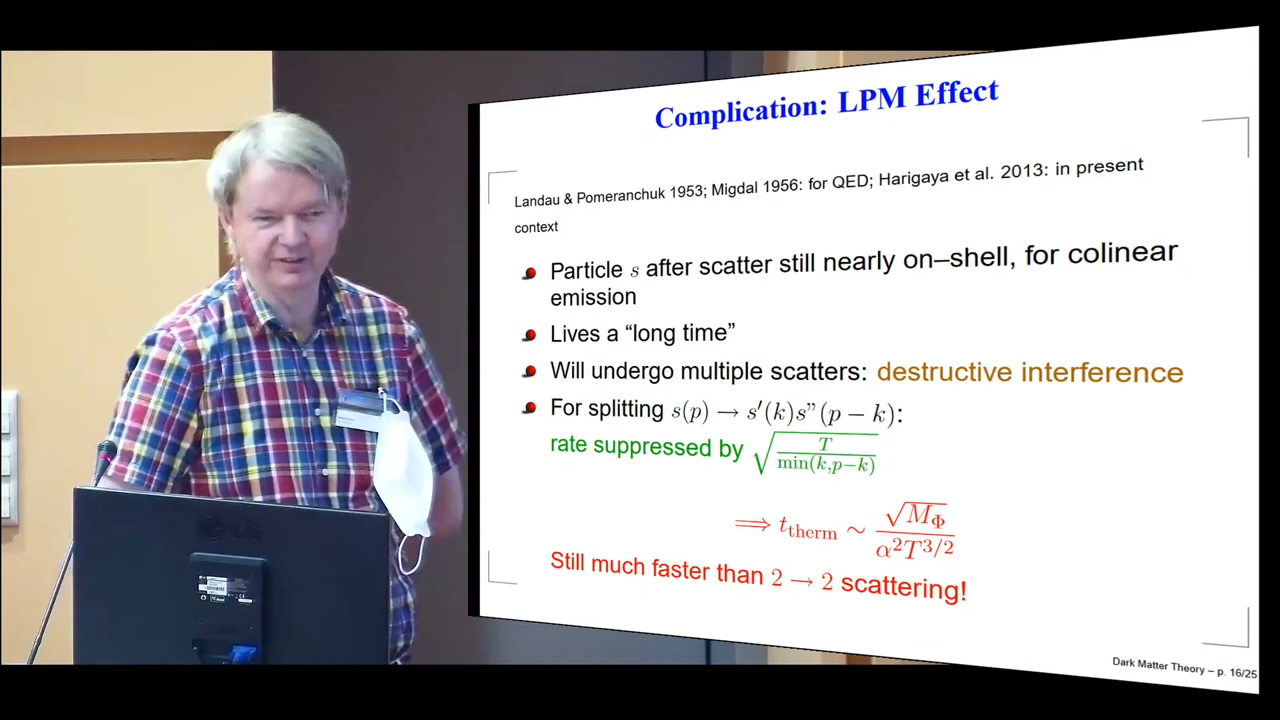 Complication: LPM Effect
Landau & Pomeranchuk 1953; Migdal 1956: for QED; Harigaya et al. 2013: in present
context
Particle s after scatter still nearly on–shell, for colinear
emission
Lives a “long time”
Will undergo multiple scatters: destructive interference
For splitting s(p) → s′(k)s”(p − k):
rate suppressed by √(T / min(k,p−k))
⟹ t_therm ∼ √M_Φ / α²T^{3/2}
Still much faster than 2 → 2 scattering!
Dark Matter Theory – p. 16/25
LG